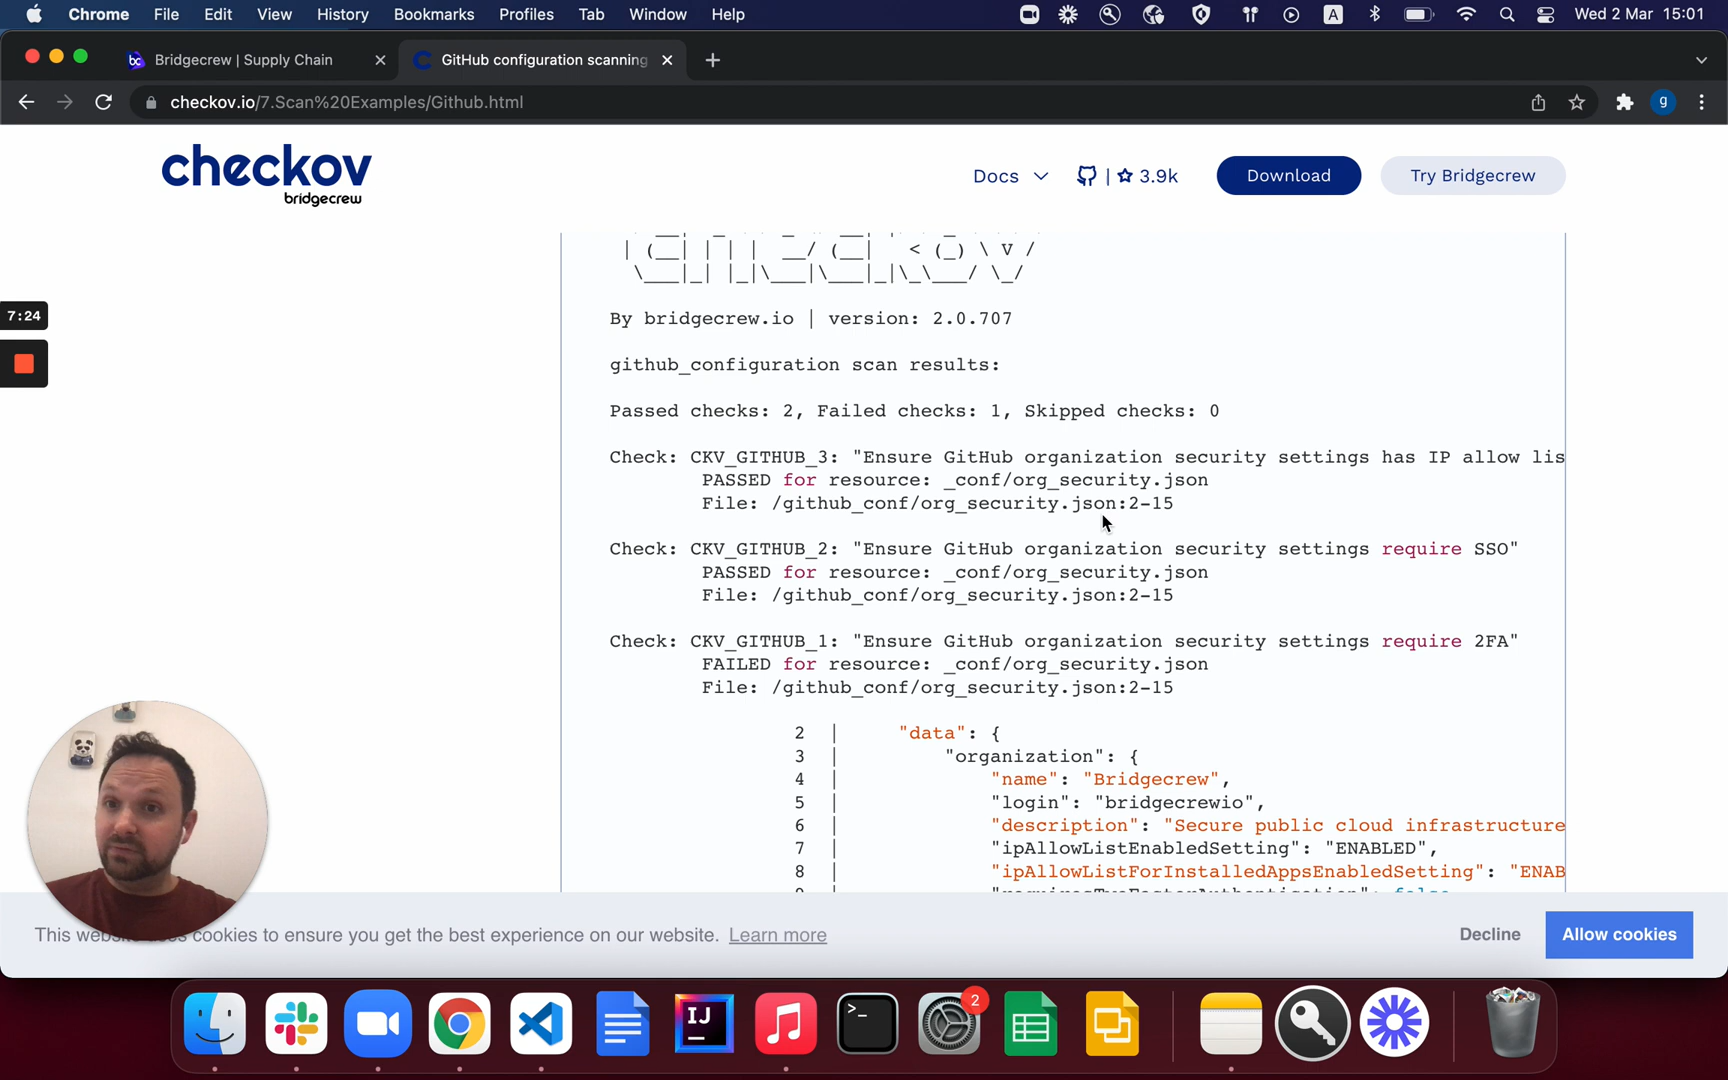 Chrome File Edit View History Bookmarks Profiles Tab Window Help A Wed 2 Mar 15:01
bc Bridgecrew | Supply Chain GitHub configuration scanning
checkov.io/7.Scan%20Examples/Github.html g
checkov
bridgecrew
Docs | 3.9k Download Try Bridgecrew
By bridgecrew.io | version: 2.0.707
7:24
github_configuration scan results:
Passed checks: 2, Failed checks: 1, Skipped checks: 0
Check: CKV_GITHUB_3: "Ensure GitHub organization security settings has IP allow lis
PASSED for resource: _conf/org_security.json
File: /github_conf/org_security.json:2-15
Check: CKV_GITHUB_2: "Ensure GitHub organization security settings require SSO"
PASSED for resource: _conf/org_security.json
File: /github_conf/org_security.json:2-15
Check: CKV_GITHUB_1: "Ensure GitHub organization security settings require 2FA"
FAILED for resource: _conf/org_security.json
File: /github_conf/org_security.json:2-15
2 | "data": {
3 | "organization": {
4 | "name": "Bridgecrew",
5 | "login": "bridgecrewio",
6 | "description": "Secure public cloud infrastructure
7 | "ipAllowListEnabledSetting": "ENABLED",
8 | "ipAllowListForInstalledAppsEnabledSetting": "ENAB
This cookies to ensure you get the best experience on our website. Learn more Decline Allow cookies
IJ >_ 2